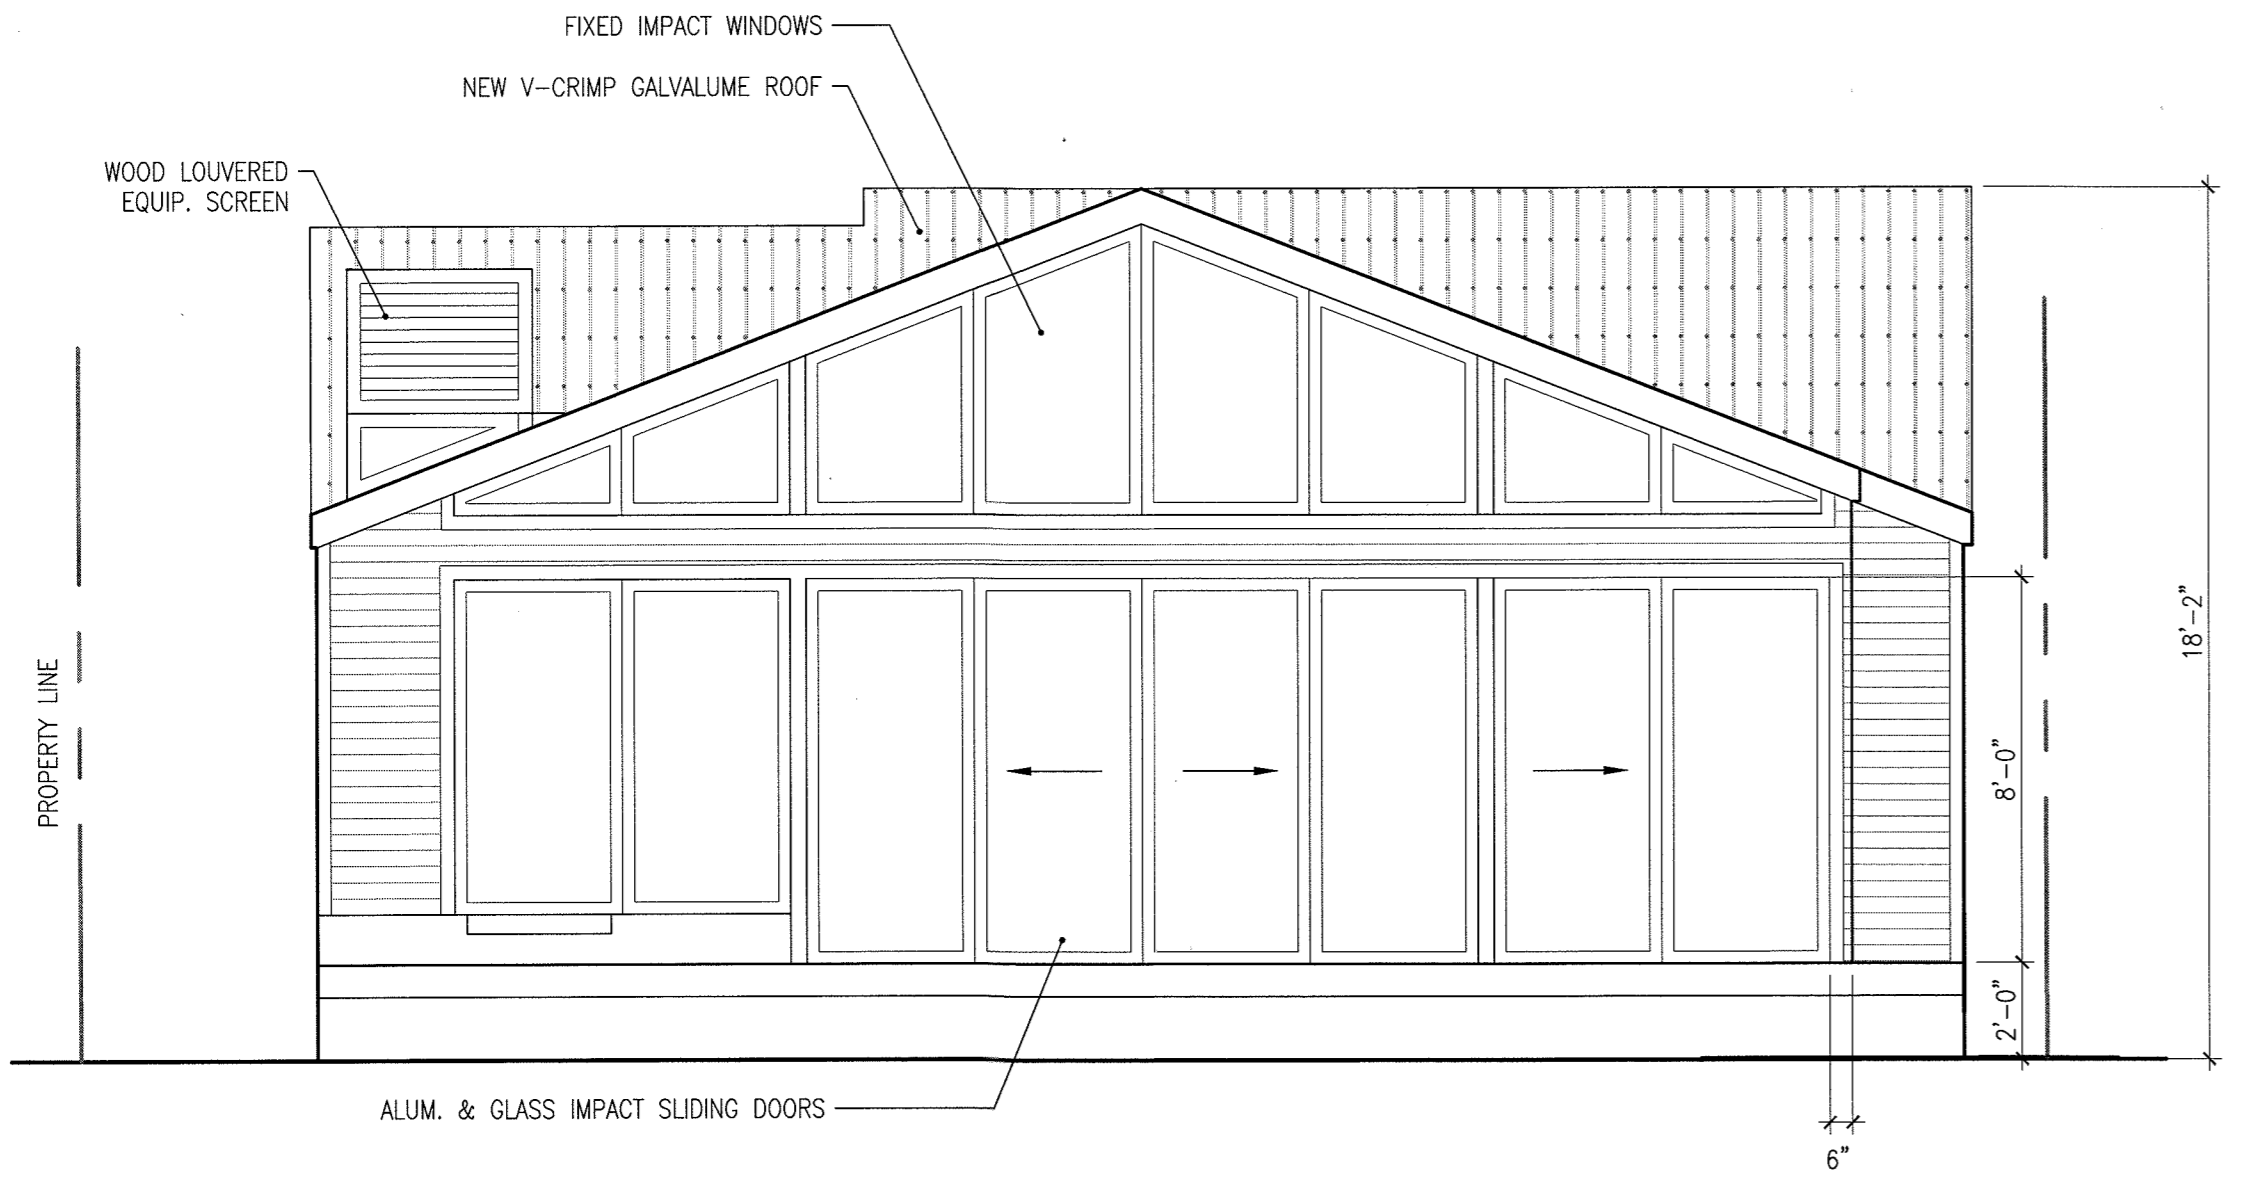 FIXED IMPACT WINDOWS
NEW V-CRIMP GALVALUME ROOF
WOOD LOUVERED
EQUIP. SCREEN
PROPERTY LINE
18'-2"
8'-0"
2'-0"
ALUM. & GLASS IMPACT SLIDING DOORS
6"